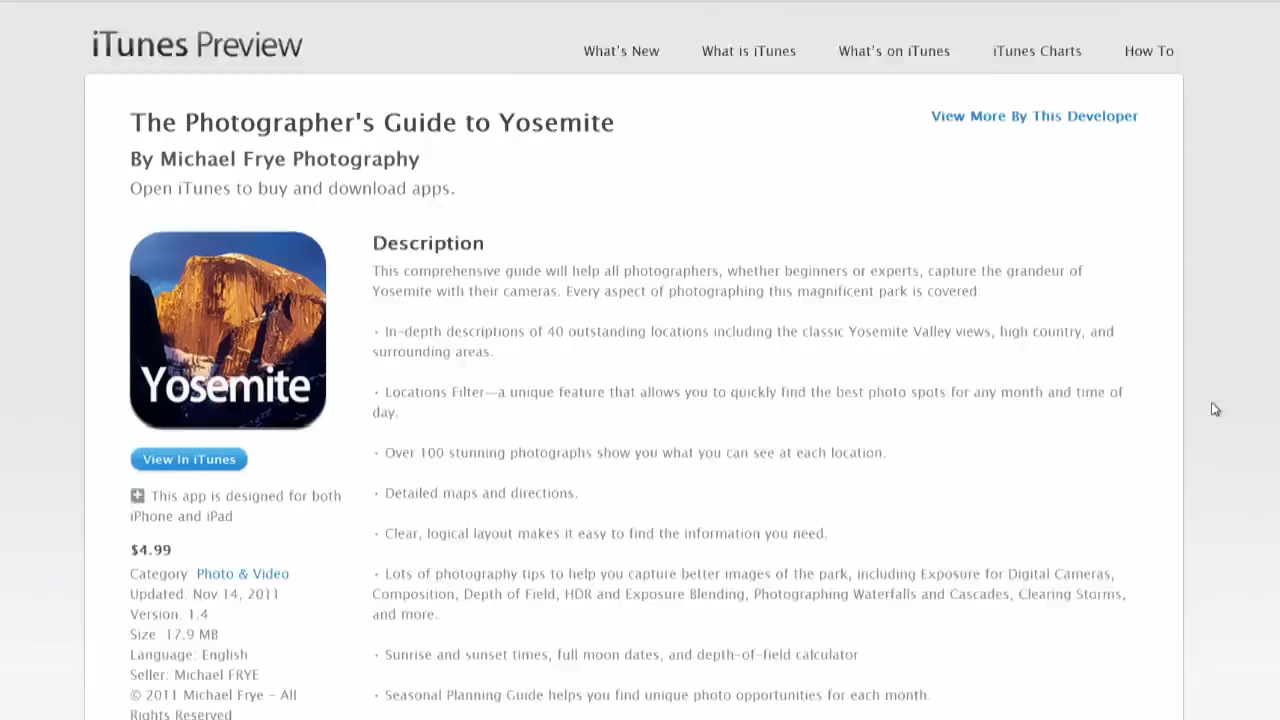 iTunes Preview
What's New
What is iTunes
What's on iTunes
iTunes Charts
How To
The Photographer's Guide to Yosemite
View More By This Developer
By Michael Frye Photography
Open iTunes to buy and download apps.
Yosemite
View In iTunes
This app is designed for both
iPhone and iPad
$4.99
Category Photo & Video
Updated. Nov 14, 2011
Version. 1.4
Size 17.9 MB
Language: English
Seller: Michael FRYE
© 2011 Michael Frye - All
Rights Reserved
Description
This comprehensive guide will help all photographers, whether beginners or experts, capture the grandeur of
Yosemite with their cameras. Every aspect of photographing this magnificent park is covered:
• In-depth descriptions of 40 outstanding locations including the classic Yosemite Valley views, high country, and
surrounding areas.
• Locations Filter—a unique feature that allows you to quickly find the best photo spots for any month and time of
day.
• Over 100 stunning photographs show you what you can see at each location.
• Detailed maps and directions.
• Clear, logical layout makes it easy to find the information you need.
• Lots of photography tips to help you capture better images of the park, including Exposure for Digital Cameras,
Composition, Depth of Field, HDR and Exposure Blending, Photographing Waterfalls and Cascades, Clearing Storms,
and more.
• Sunrise and sunset times, full moon dates, and depth-of-field calculator
• Seasonal Planning Guide helps you find unique photo opportunities for each month.